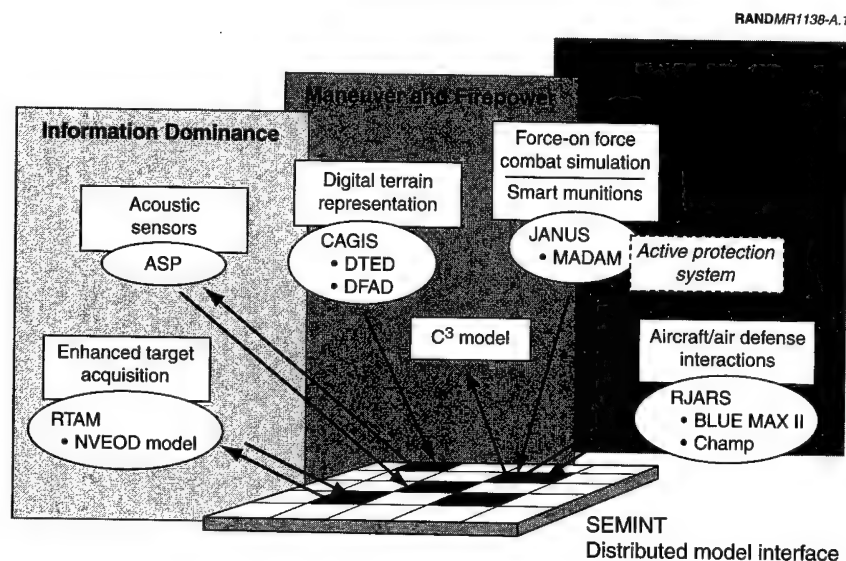 RANDMR1138-A.1
Maneuver and Firepower
Information Dominance
Force-on force
combat simulation
Smart munitions
Digital terrain
representation
Acoustic
sensors
JANUS
• MADAM
CAGIS
• DTED
• DFAD
ASP
Active protection
system
C³ model
Aircraft/air defense
interactions
Enhanced target
acquisition
RJARS
• BLUE MAX II
• Champ
RTAM
• NVEOD model
SEMINT
Distributed model interface